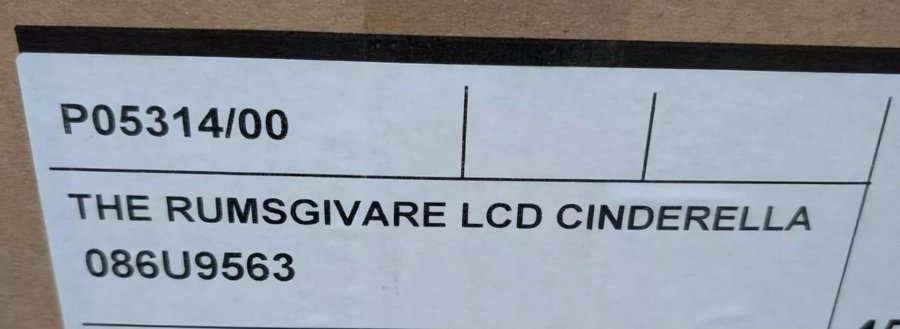 P05314/00
THE RUMSGIVARE LCD CINDERELLA
086U9563